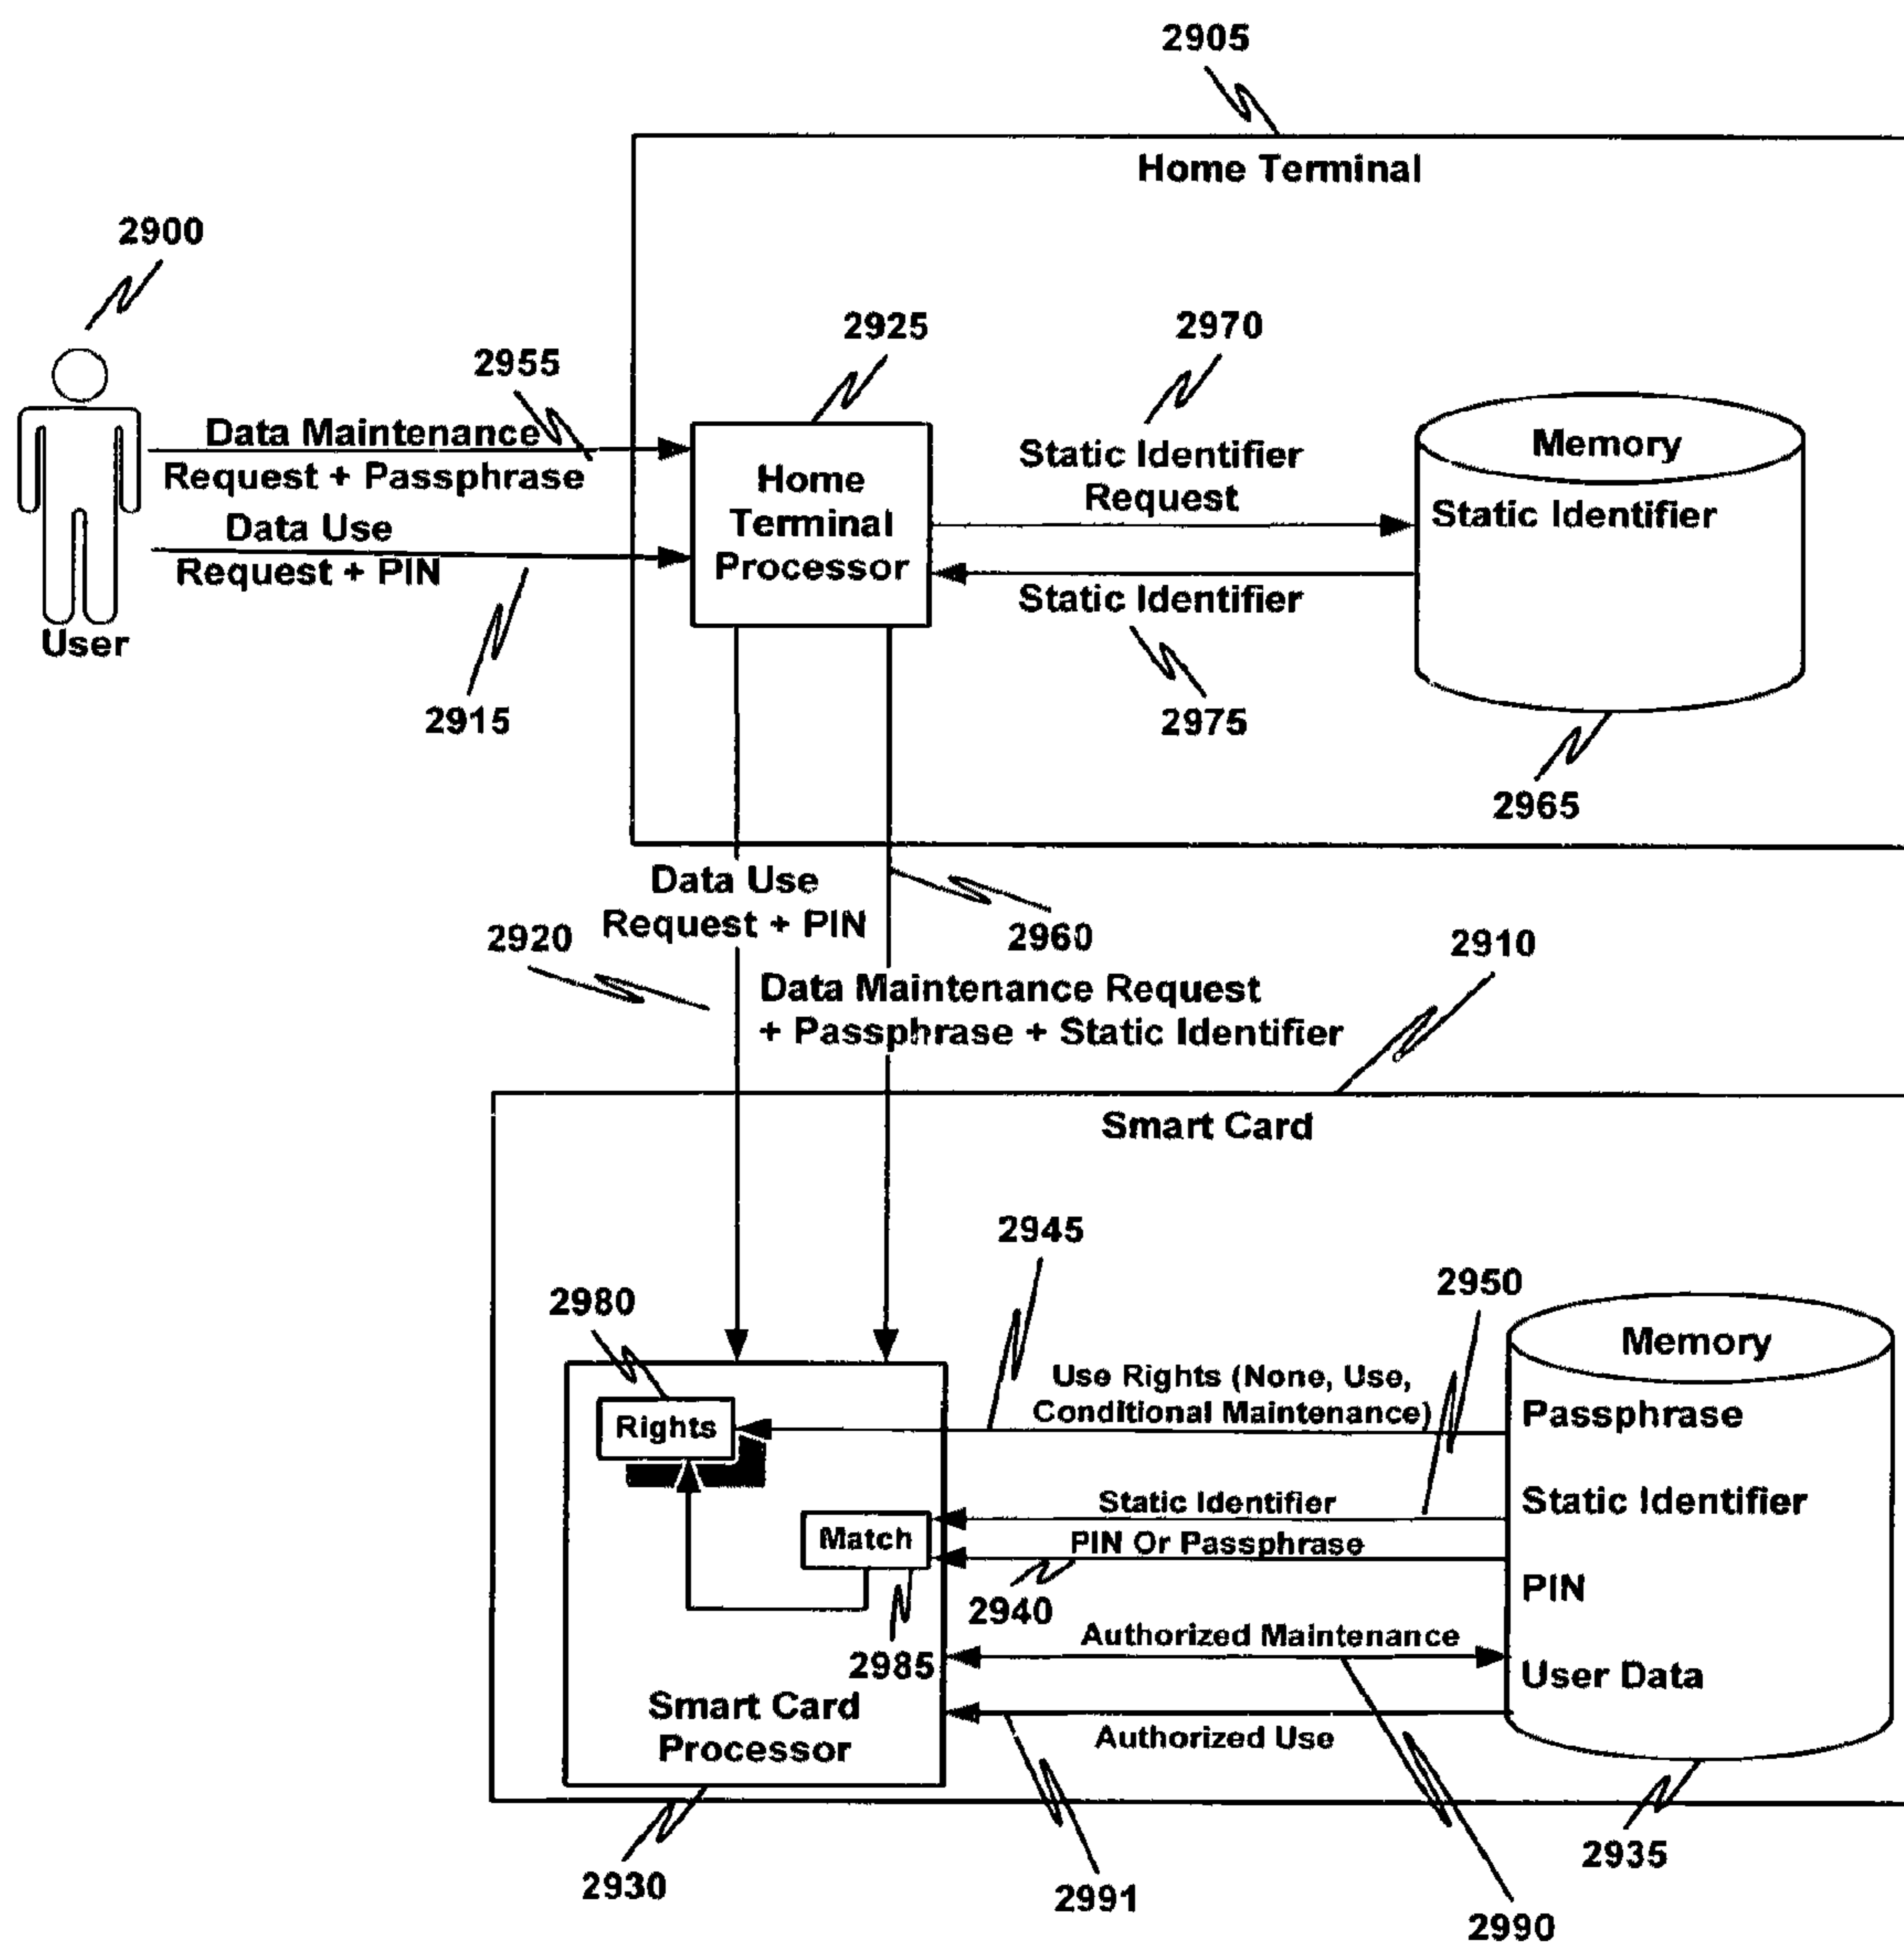 2905
Home Terminal
2900
2925
2970
2955
Data Maintenance
Request + Passphrase
Data Use
Request + PIN
User
2915
Home
Terminal
Processor
Static Identifier
Request
Static Identifier
2975
Memory
Static Identifier
2965
Data Use
Request + PIN
2920
2960
2910
Data Maintenance Request
+ Passphrase + Static Identifier
Smart Card
2945
2950
2980
Rights
Use Rights (None, Use,
Conditional Maintenance)
Memory
Passphrase
Static Identifier
PIN
User Data
Static Identifier
Match
PIN Or Passphrase
2940
2985
Authorized Maintenance
Smart Card
Processor
Authorized Use
2930
2991
2990
2935